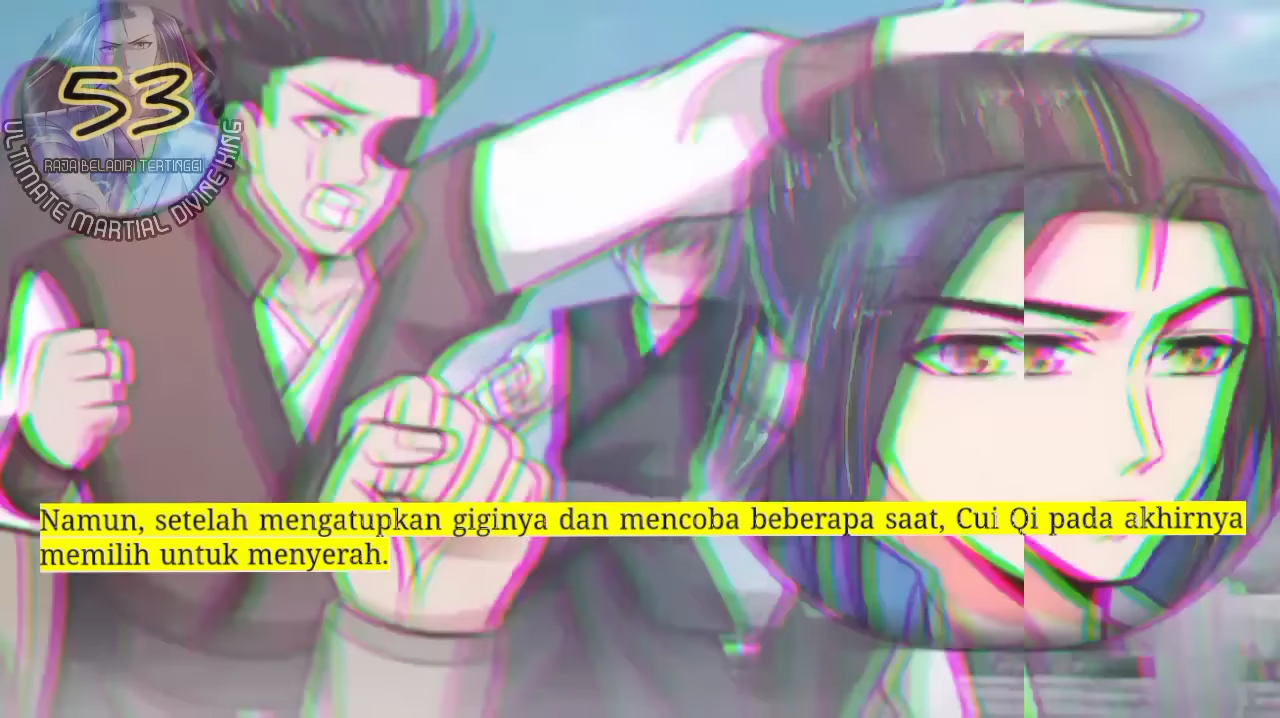 53
RAJA BELADIRI TERTINGGI
ULTIMATE MARTIAL DIVINE KING
Namun, setelah mengatupkan giginya dan mencoba beberapa saat, Cui Qi pada akhirnya
memilih untuk menyerah.